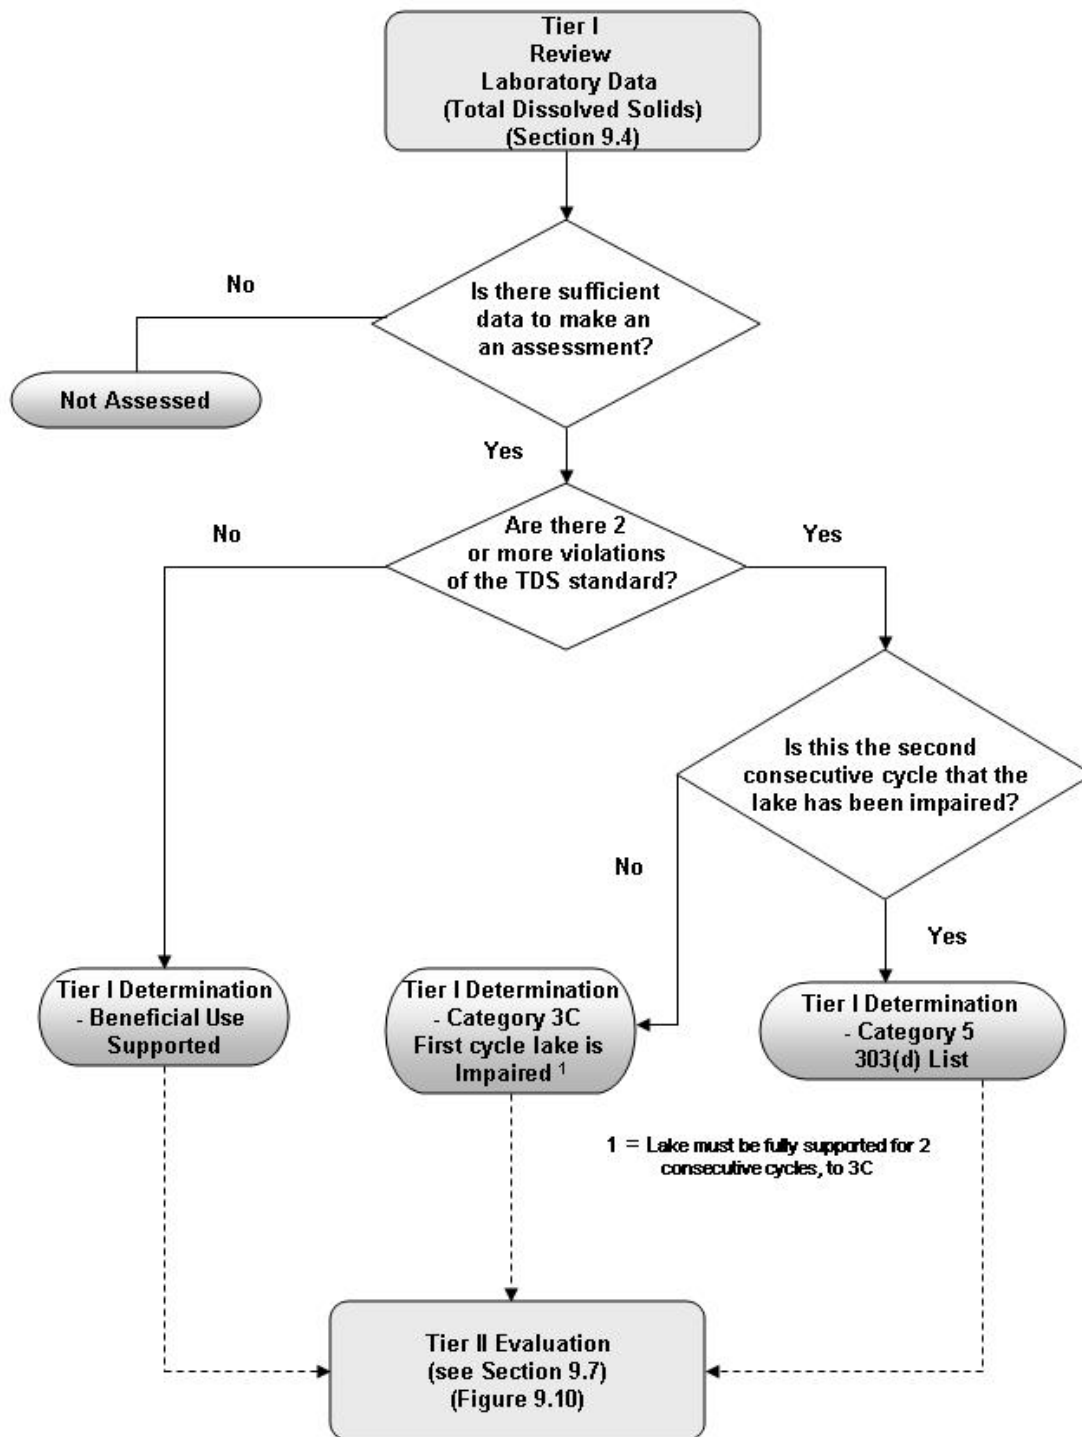 Tier I
Review
Laboratory Data
(Total Dissolved Solids)
(Section 9.4)
No
Is there sufficient
data to make an
an assessment?
Not Assessed
Yes
No
Are there 2
or more violations
of the TDS standard?
Yes
Is this the second
consecutive cycle that the
lake has been impaired?
No
Yes
Tier I Determination
- Beneficial Use
Supported
Tier I Determination
- Category 3C
First cycle lake is
Impaired 1
Tier I Determination
- Category 5
303(d) List
1 = Lake must be fully supported for 2
consecutive cycles, to 3C
Tier II Evaluation
(see Section 9.7)
(Figure 9.10)